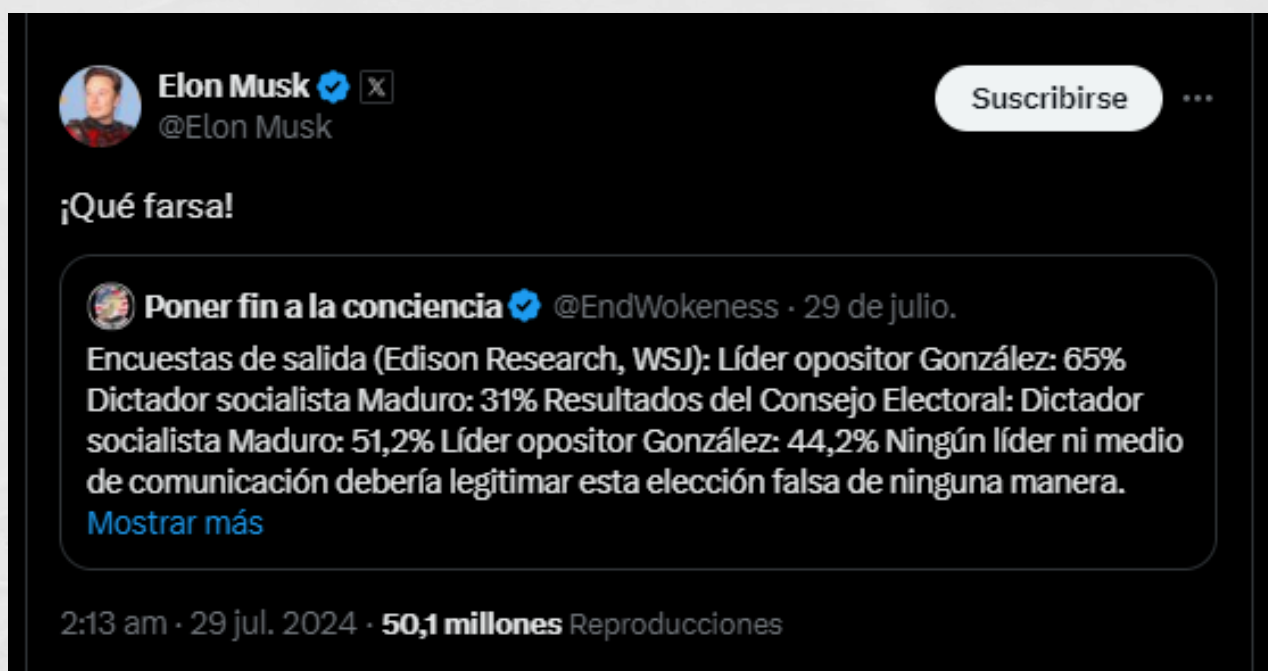 Elon Musk
@Elon Musk
Suscribirse
¡Qué farsa!
Poner fin a la conciencia @EndWokeness · 29 de julio.
Encuestas de salida (Edison Research, WSJ): Líder opositor González: 65%
Dictador socialista Maduro: 31% Resultados del Consejo Electoral: Dictador
socialista Maduro: 51,2% Líder opositor González: 44,2% Ningún líder ni medio
de comunicación debería legitimar esta elección falsa de ninguna manera.
Mostrar más
2:13 am · 29 jul. 2024 · 50,1 millones Reproducciones